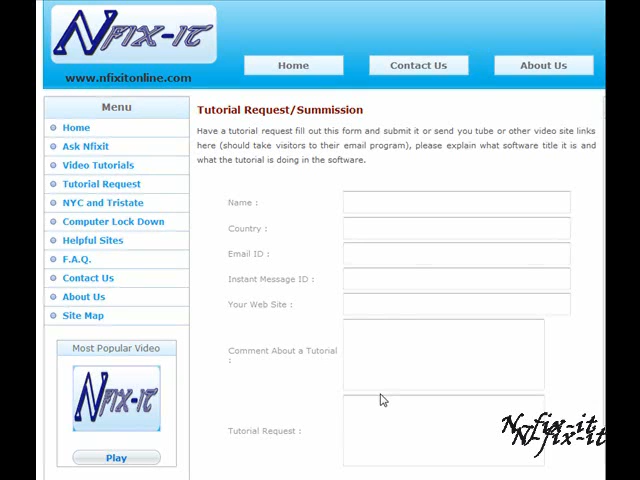 NFIX-IT
www.nfixitonline.com
Home
Contact Us
About Us
Menu
Home
Ask Nfixit
Video Tutorials
Tutorial Request
NYC and Tristate
Computer Lock Down
Helpful Sites
F.A.Q.
Contact Us
About Us
Site Map
Most Popular Video
NFIX-IT
Play
Tutorial Request/Summission
Have a tutorial request fill out this form and submit it or send you tube or other video site links
here (should take visitors to their email program), please explain what software title it is and
what the tutorial is doing in the software.
Name :
Country :
Email ID :
Instant Message ID :
Your Web Site :
Comment About a Tutorial
:
Tutorial Request :
N-fix-it
N-fix-it